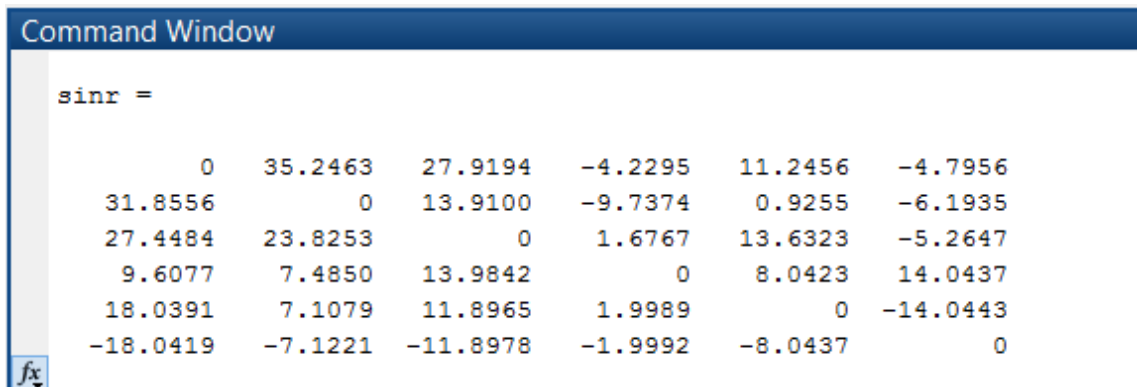 Command Window
sinr =
0 35.2463 27.9194 -4.2295 11.2456 -4.7956
31.8556 0 13.9100 -9.7374 0.9255 -6.1935
27.4484 23.8253 0 1.6767 13.6323 -5.2647
9.6077 7.4850 13.9842 0 8.0423 14.0437
18.0391 7.1079 11.8965 1.9989 0 -14.0443
-18.0419 -7.1221 -11.8978 -1.9992 -8.0437 0
fx